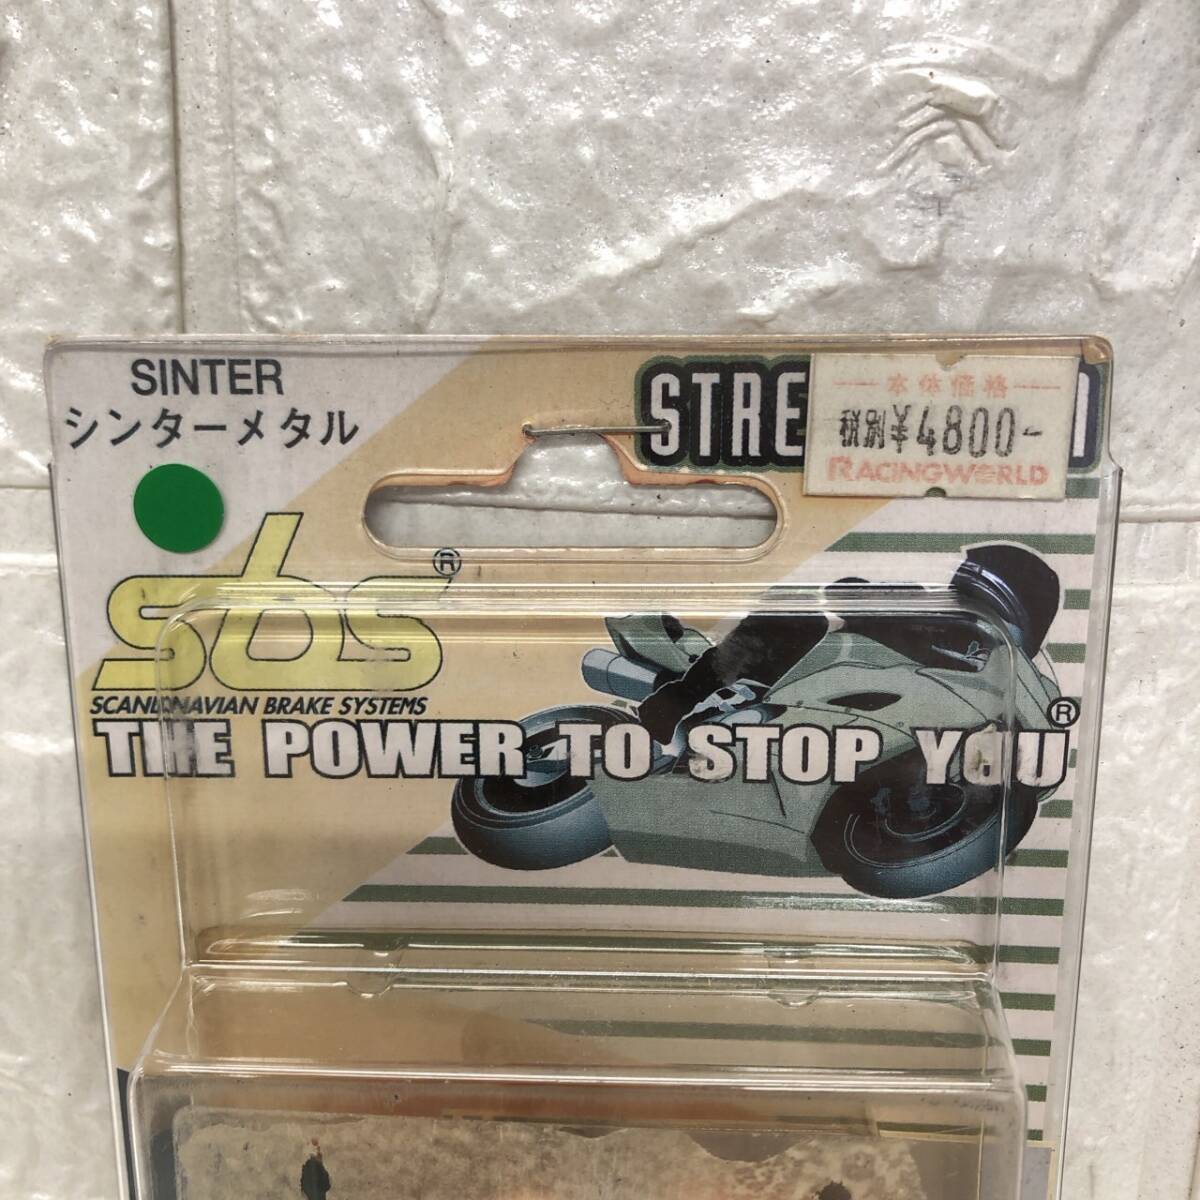 SINTER
シンターメタル
本体価格
税別¥4800-
RACINGWORLD
sbs®
SCANDINAVIAN BRAKE SYSTEMS
THE POWER TO STOP YOU®